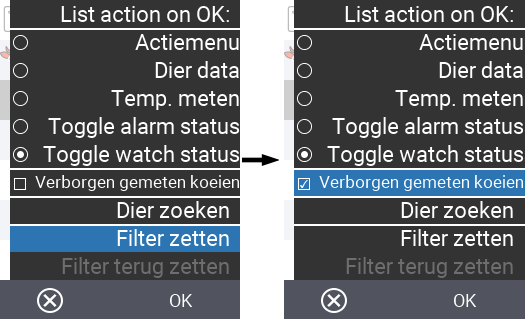 List action on OK:
Actiemenu
Dier data
Temp. meten
Toggle alarm status
Toggle watch status
Verborgen gemeten koeien
Dier zoeken
Filter zetten
Filter terug zetten
OK
List action on OK:
Actiemenu
Dier data
Temp. meten
Toggle alarm status
Toggle watch status
Verborgen gemeten koeien
Dier zoeken
Filter zetten
Filter terug zetten
OK